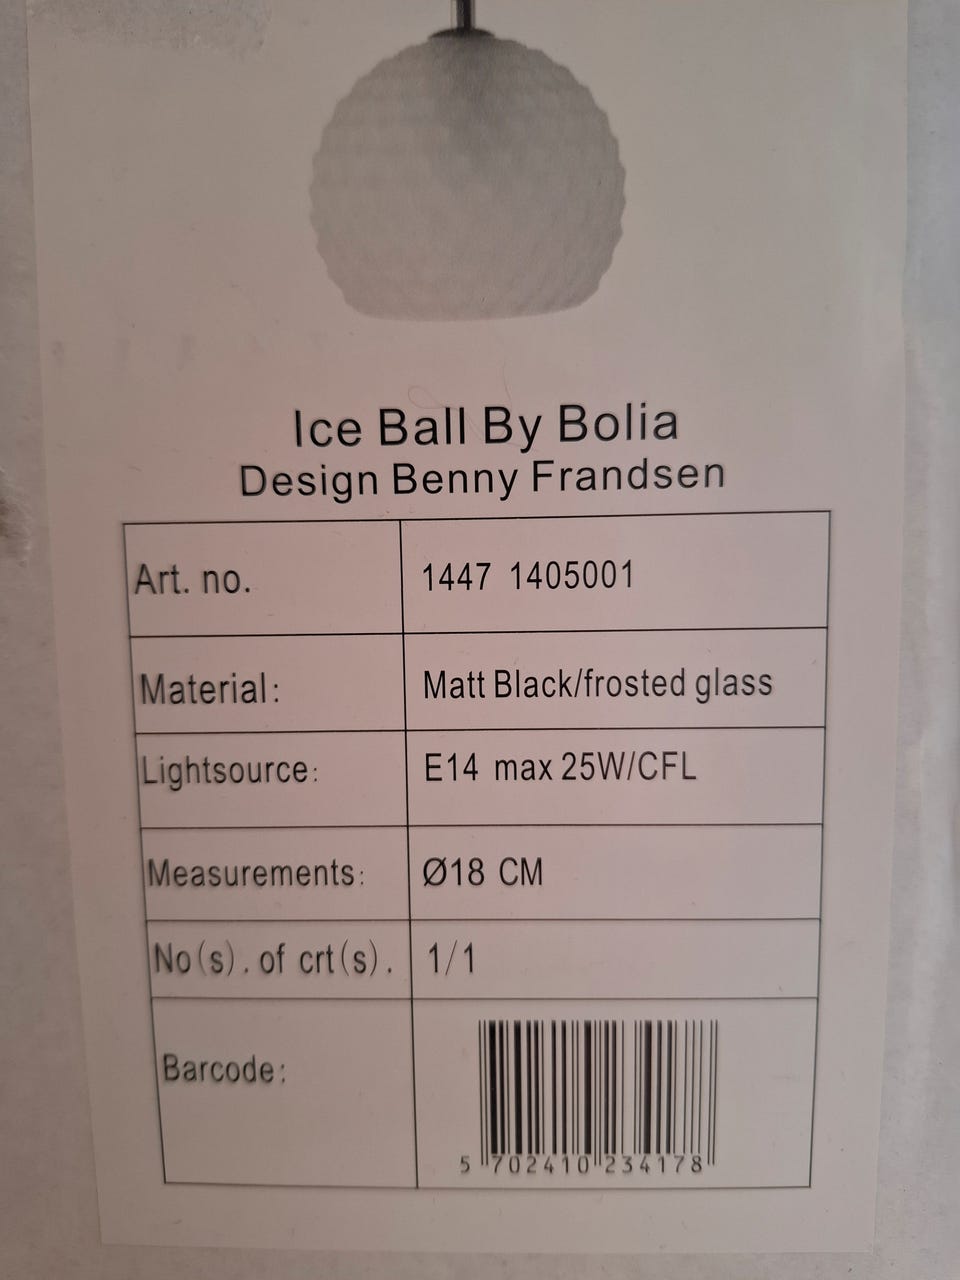 Ice Ball By Bolia
Design Benny Frandsen
Art. no. 1447 1405001
Material: Matt Black/frosted glass
Lightsource: E14 max 25W/CFL
Measurements: Ø18 CM
No(s). of crt(s). 1/1
Barcode:
5 702410 234178